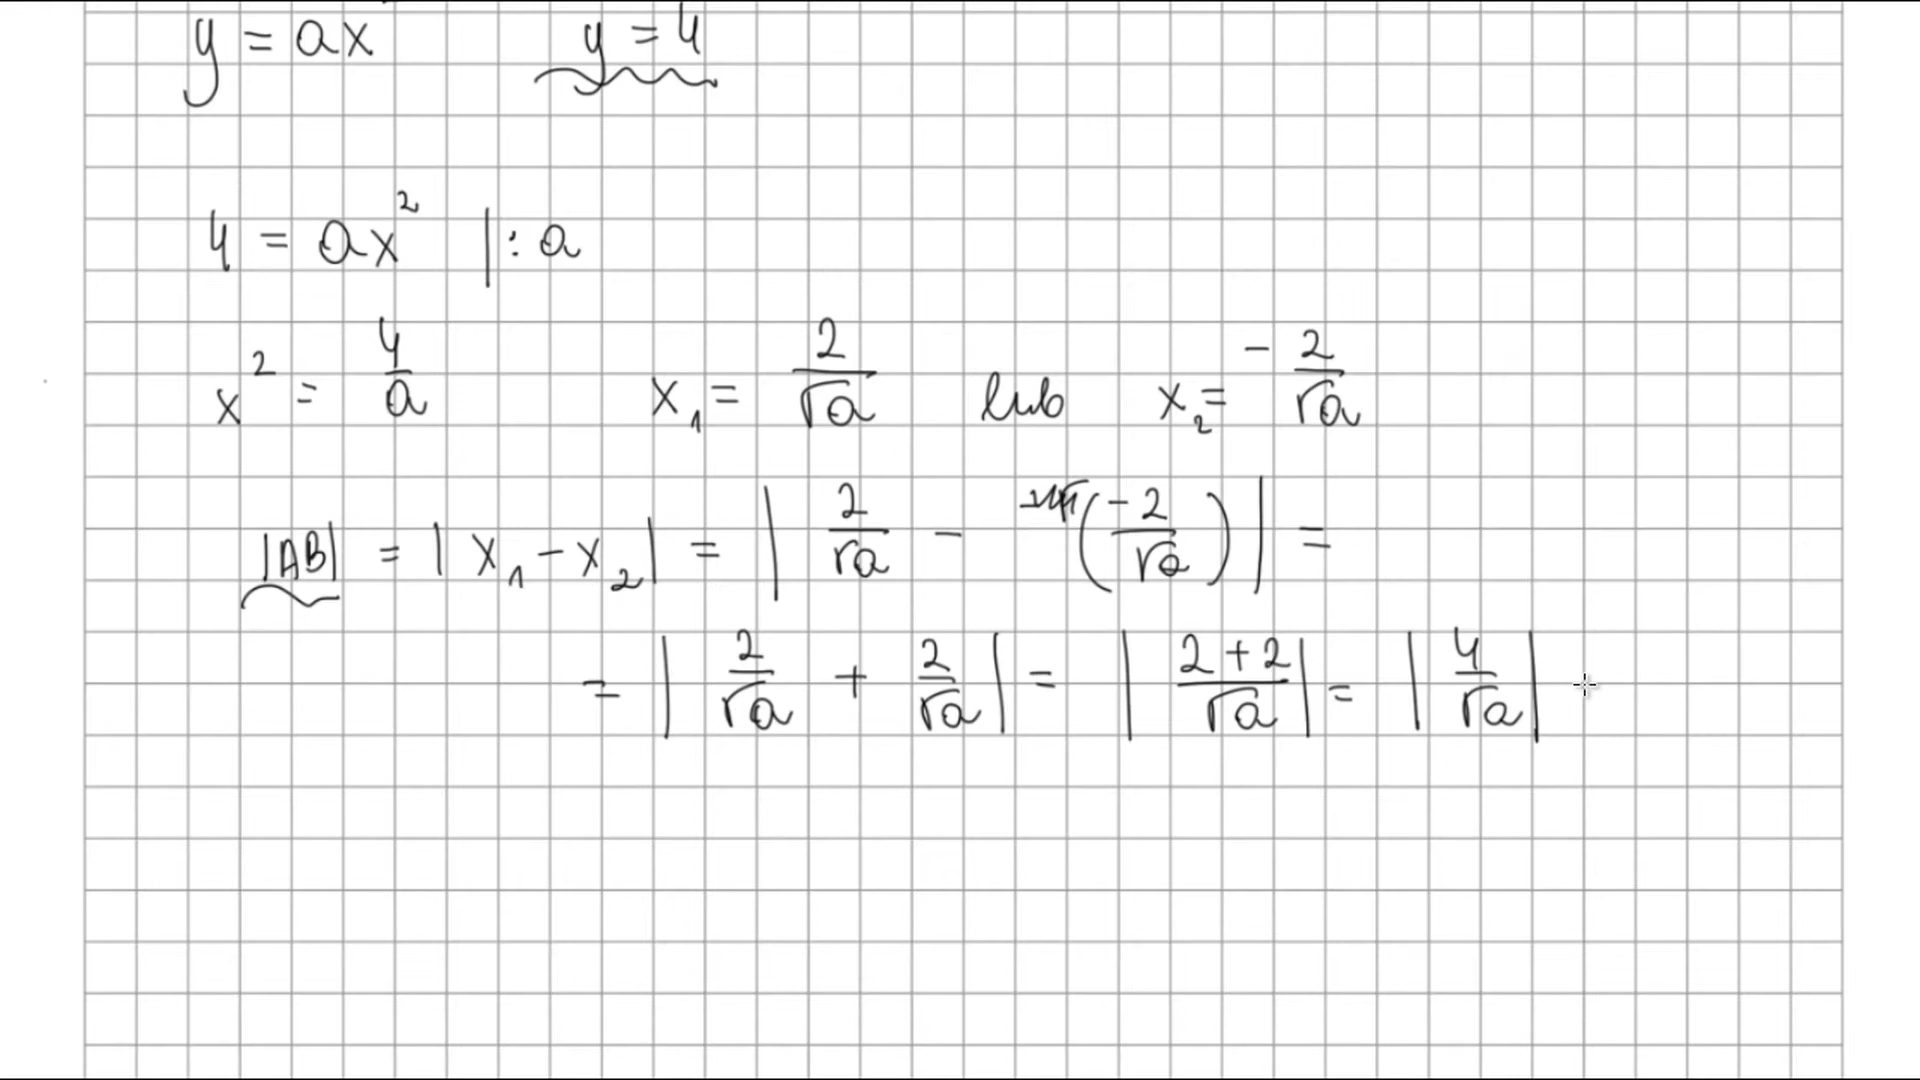 y = ax y = 4
4 = ax² | : a
x² = 4/a x₁ = 2/√a lub x₂ = -2/√a
|AB| = | x₁ - x₂ | = | 2/√a - (-2/√a) | =
= | 2/√a + 2/√a | = | (2+2)/√a | = | 4/√a |